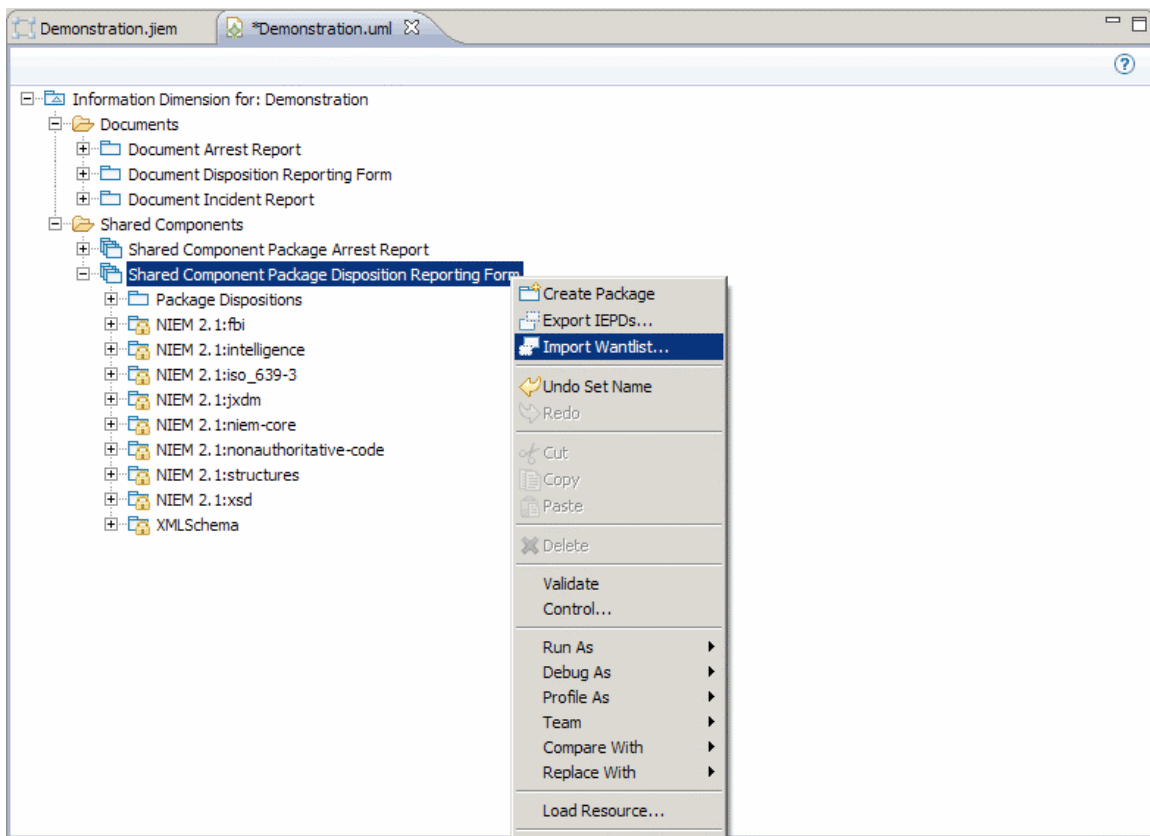 Demonstration.jiem *Demonstration.uml
Information Dimension for: Demonstration
Documents
Document Arrest Report
Document Disposition Reporting Form
Document Incident Report
Shared Components
Shared Component Package Arrest Report
Shared Component Package Disposition Reporting Form
Package Dispositions
NIEM 2.1:fbi
NIEM 2.1:intelligence
NIEM 2.1:iso_639-3
NIEM 2.1:jxdm
NIEM 2.1:niem-core
NIEM 2.1:nonauthoritative-code
NIEM 2.1:structures
NIEM 2.1:xsd
XMLSchema
Create Package
Export IEPDs...
Import Wantlist...
Undo Set Name
Redo
Cut
Copy
Paste
Delete
Validate
Control...
Run As
Debug As
Profile As
Team
Compare With
Replace With
Load Resource...